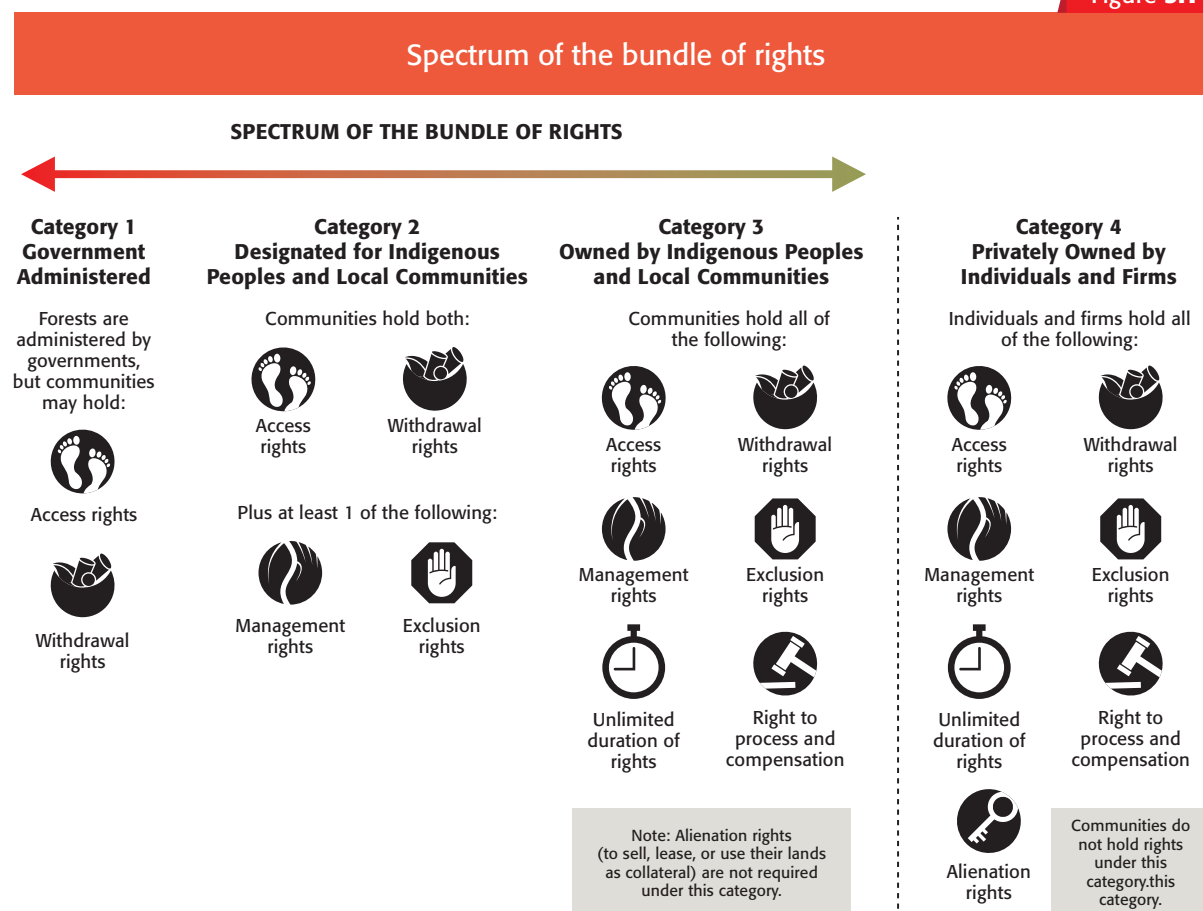 Figure
Spectrum of the bundle of rights
SPECTRUM OF THE BUNDLE OF RIGHTS
Category 1
Government
Administered
Forests are
administered by
governments,
but communities
may hold:
Access rights
Withdrawal
rights
Category 2
Designated for Indigenous
Peoples and Local Communities
Communities hold both:
Access
rights
Withdrawal
rights
Plus at least 1 of the following:
Management
rights
Exclusion
rights
Category 3
Owned by Indigenous Peoples
and Local Communities
Communities hold all of
the following:
Access
rights
Withdrawal
rights
Management
rights
Exclusion
rights
Unlimited
duration of
rights
Right to
process and
compensation
Note: Alienation rights
(to sell, lease, or use their lands
as collateral) are not required
under this category.
Category 4
Privately Owned by
Individuals and Firms
Individuals and firms hold all
of the following:
Access
rights
Withdrawal
rights
Management
rights
Exclusion
rights
Unlimited
duration of
rights
Right to
process and
compensation
Alienation
rights
Communities do
not hold rights
under this
category.this
category.